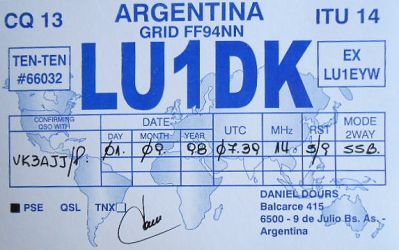 CQ 13
ARGENTINA
ITU 14
GRID FF94NN
TEN-TEN
#66032
LU1DK
EX
LU1EYW
CONFIRMING
QSO WITH
DATE
DAY MONTH YEAR UTC MHz RST MODE
2WAY
VK3AJJ/P. 01. 09. 98 07.39 14. 5/9 SSB.
DANIEL DOURS
Balcarce 415
6500 - 9 de Julio Bs. As. -
Argentina
PSE QSL TNX